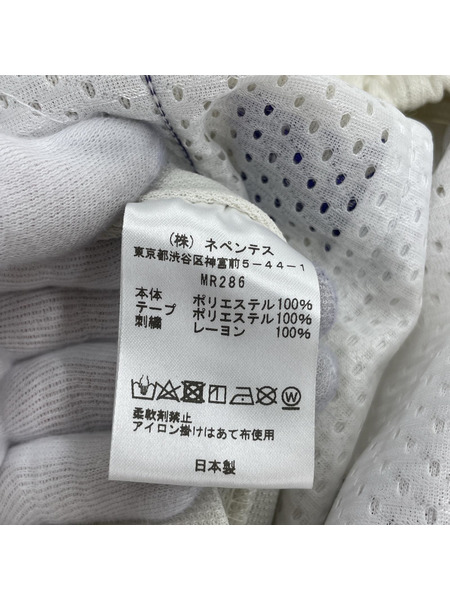 (株) ネペンテス
東京都渋谷区神宮前5-44-1
MR286
本体 ポリエステル100%
テープ ポリエステル100%
刺繍 レーヨン 100%
柔軟剤禁止
アイロン掛けはあて布使用
日本製